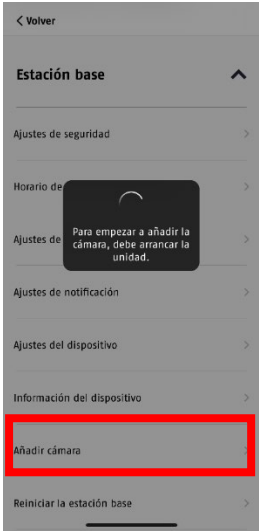 < Volver
Estación base
Ajustes de seguridad
Horario de
Para empezar a añadir la
cámara, debe arrancar la
unidad.
Ajustes de
Ajustes de notificación
Ajustes del dispositivo
Información del dispositivo
Añadir cámara
Reiniciar la estación base